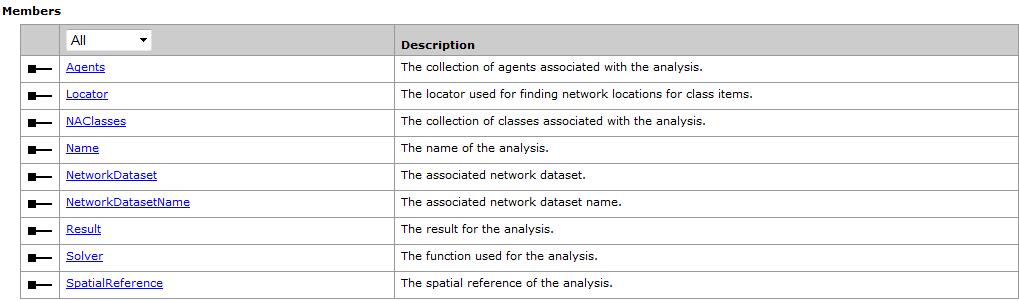 Members
All Description
Agents The collection of agents associated with the analysis.
Locator The locator used for finding network locations for class items.
NAClasses The collection of classes associated with the analysis.
Name The name of the analysis.
NetworkDataset The associated network dataset.
NetworkDatasetName The associated network dataset name.
Result The result for the analysis.
Solver The function used for the analysis.
SpatialReference The spatial reference of the analysis.